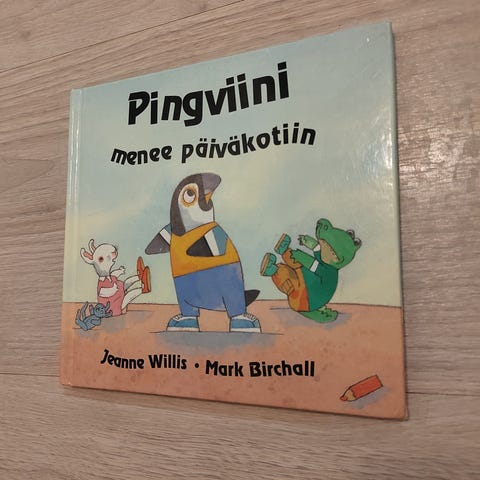 Pingviini
menee päiväkotiin
Jeanne Willis • Mark Birchall